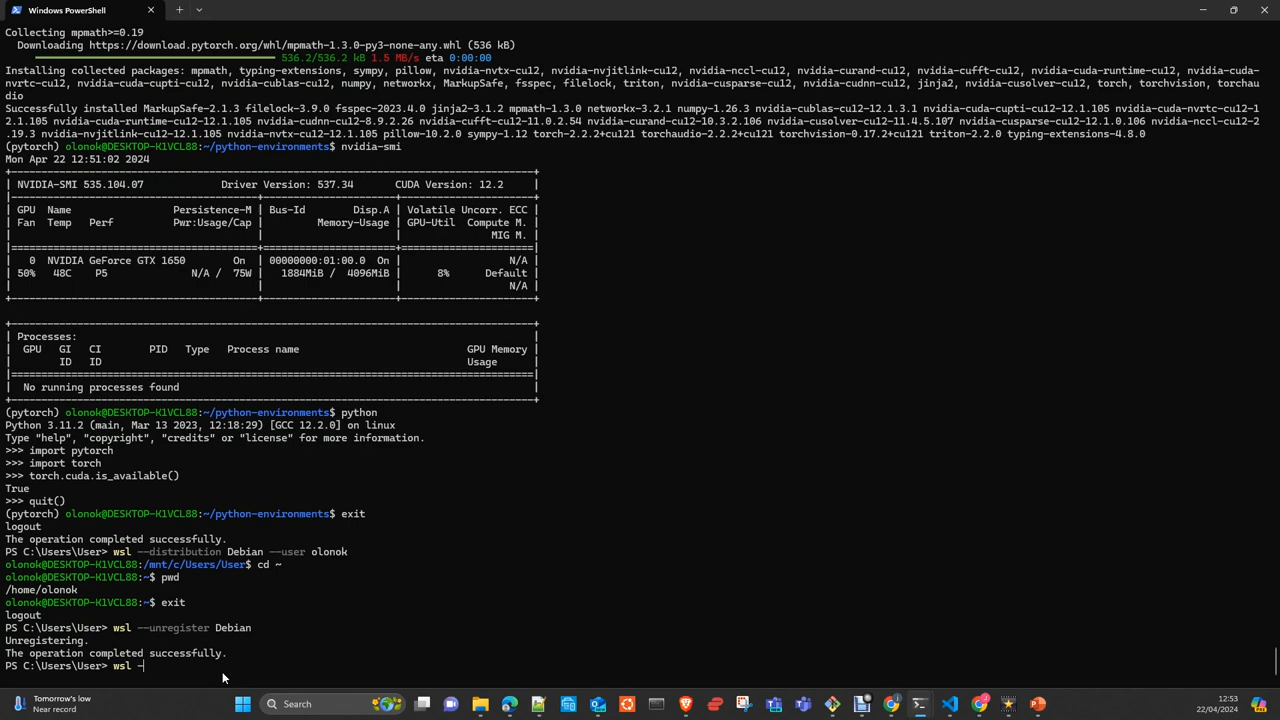 Windows PowerShell
Collecting mpmath>=0.19
Downloading https://download.pytorch.org/whl/mpmath-1.3.0-py3-none-any.whl (536 kB)
536.2/536.2 kB 1.5 MB/s eta 0:00:00
Installing collected packages: mpmath, typing-extensions, sympy, pillow, nvidia-nvtx-cu12, nvidia-nvjitlink-cu12, nvidia-nccl-cu12, nvidia-curand-cu12, nvidia-cufft-cu12, nvidia-cuda-runtime-cu12, nvidia-cuda-
nvrtc-cu12, nvidia-cuda-cupti-cu12, nvidia-cublas-cu12, numpy, networkx, MarkupSafe, fsspec, filelock, triton, nvidia-cusparse-cu12, nvidia-cudnn-cu12, jinja2, nvidia-cusolver-cu12, torch, torchvision, torchau
dio
Successfully installed MarkupSafe-2.1.3 filelock-3.9.0 fsspec-2023.4.0 jinja2-3.1.2 mpmath-1.3.0 networkx-3.2.1 numpy-1.26.3 nvidia-cublas-cu12-12.1.3.1 nvidia-cuda-cupti-cu12-12.1.105 nvidia-cuda-nvrtc-cu12-1
2.1.105 nvidia-cuda-runtime-cu12-12.1.105 nvidia-cudnn-cu12-8.9.2.26 nvidia-cufft-cu12-11.0.2.54 nvidia-curand-cu12-10.3.2.106 nvidia-cusolver-cu12-11.4.5.107 nvidia-cusparse-cu12-12.1.0.106 nvidia-nccl-cu12-2
.19.3 nvidia-nvjitlink-cu12-12.1.105 nvidia-nvtx-cu12-12.1.105 pillow-10.2.0 sympy-1.12 torch-2.2.2+cu121 torchaudio-2.2.2+cu121 torchvision-0.17.2+cu121 triton-2.2.0 typing-extensions-4.8.0
(pytorch) olonok@DESKTOP-K1VCL88:~/python-environments$ nvidia-smi
Mon Apr 22 12:51:02 2024
| NVIDIA-SMI 535.104.07 Driver Version: 537.34 CUDA Version: 12.2 |
| GPU Name Persistence-M | Bus-Id Disp.A | Volatile Uncorr. ECC
| Fan Temp Perf Pwr:Usage/Cap | Memory-Usage | GPU-Util Compute M.
| | | MIG M.
| 0 NVIDIA GeForce GTX 1650 On | 00000000:01:00.0 On | N/A |
| 50% 48C P5 N/A / 75W | 1884MiB / 4096MiB | 8% Default |
| | | N/A |
| Processes: |
| GPU GI CI PID Type Process name GPU Memory |
| ID ID Usage |
| No running processes found |
(pytorch) olonok@DESKTOP-K1VCL88:~/python-environments$ python
Python 3.11.2 (main, Mar 13 2023, 12:18:29) [GCC 12.2.0] on linux
Type "help", "copyright", "credits" or "license" for more information.
>>> import pytorch
>>> import torch
>>> torch.cuda.is_available()
True
>>> quit()
(pytorch) olonok@DESKTOP-K1VCL88:~/python-environments$ exit
logout
The operation completed successfully.
PS C:\Users\User> wsl --distribution Debian --user olonok
olonok@DESKTOP-K1VCL88:/mnt/c/Users/User$ cd ~
olonok@DESKTOP-K1VCL88:~$ pwd
/home/olonok
olonok@DESKTOP-K1VCL88:~$ exit
logout
PS C:\Users\User> wsl --unregister Debian
Unregistering.
The operation completed successfully.
PS C:\Users\User> wsl -
Tomorrow's low
Near record
Search
12:53
22/04/2024